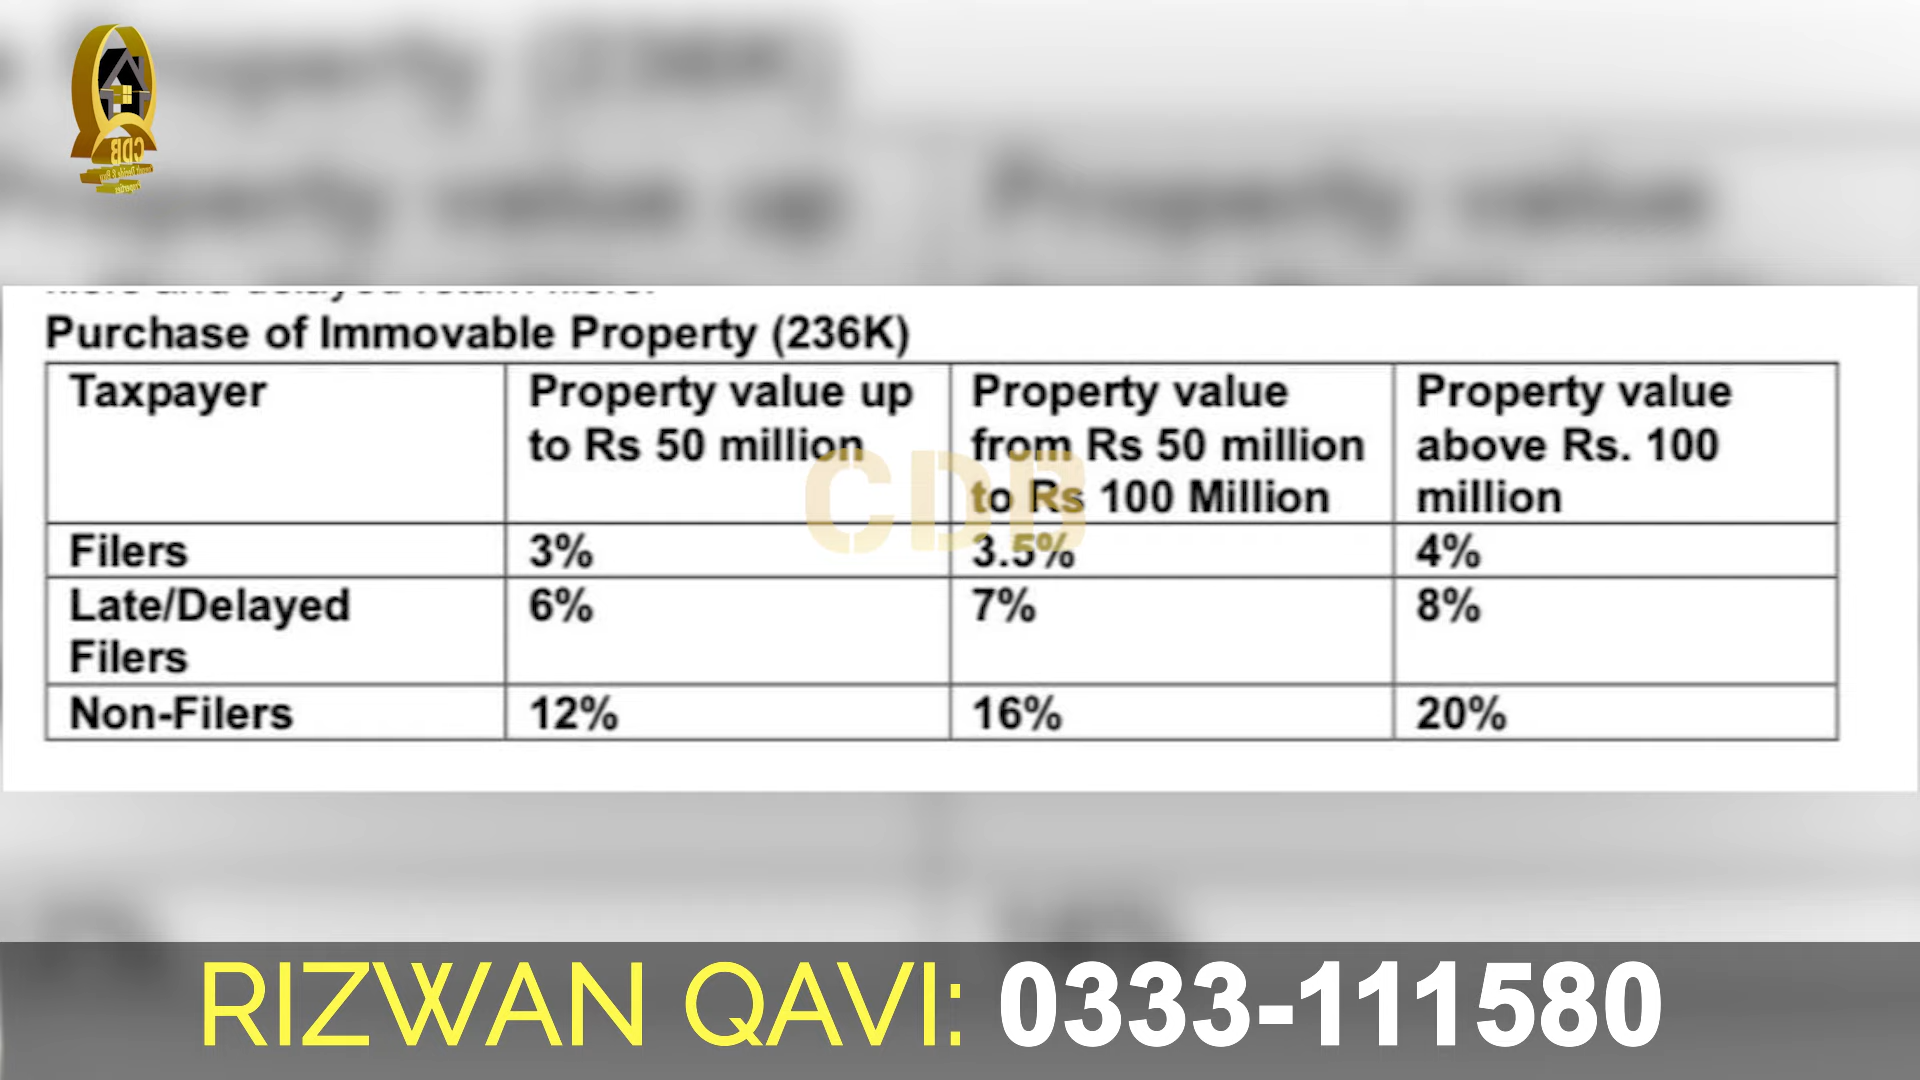 CDB
Purchase of Immovable Property (236K)
Taxpayer
Property value up
to Rs 50 million
Property value
from Rs 50 million
to Rs 100 Million
Property value
above Rs. 100
million
Filers
3%
3.5%
4%
Late/Delayed
Filers
6%
7%
8%
Non-Filers
12%
16%
20%
CDB
RIZWAN QAVI: 0333-111580